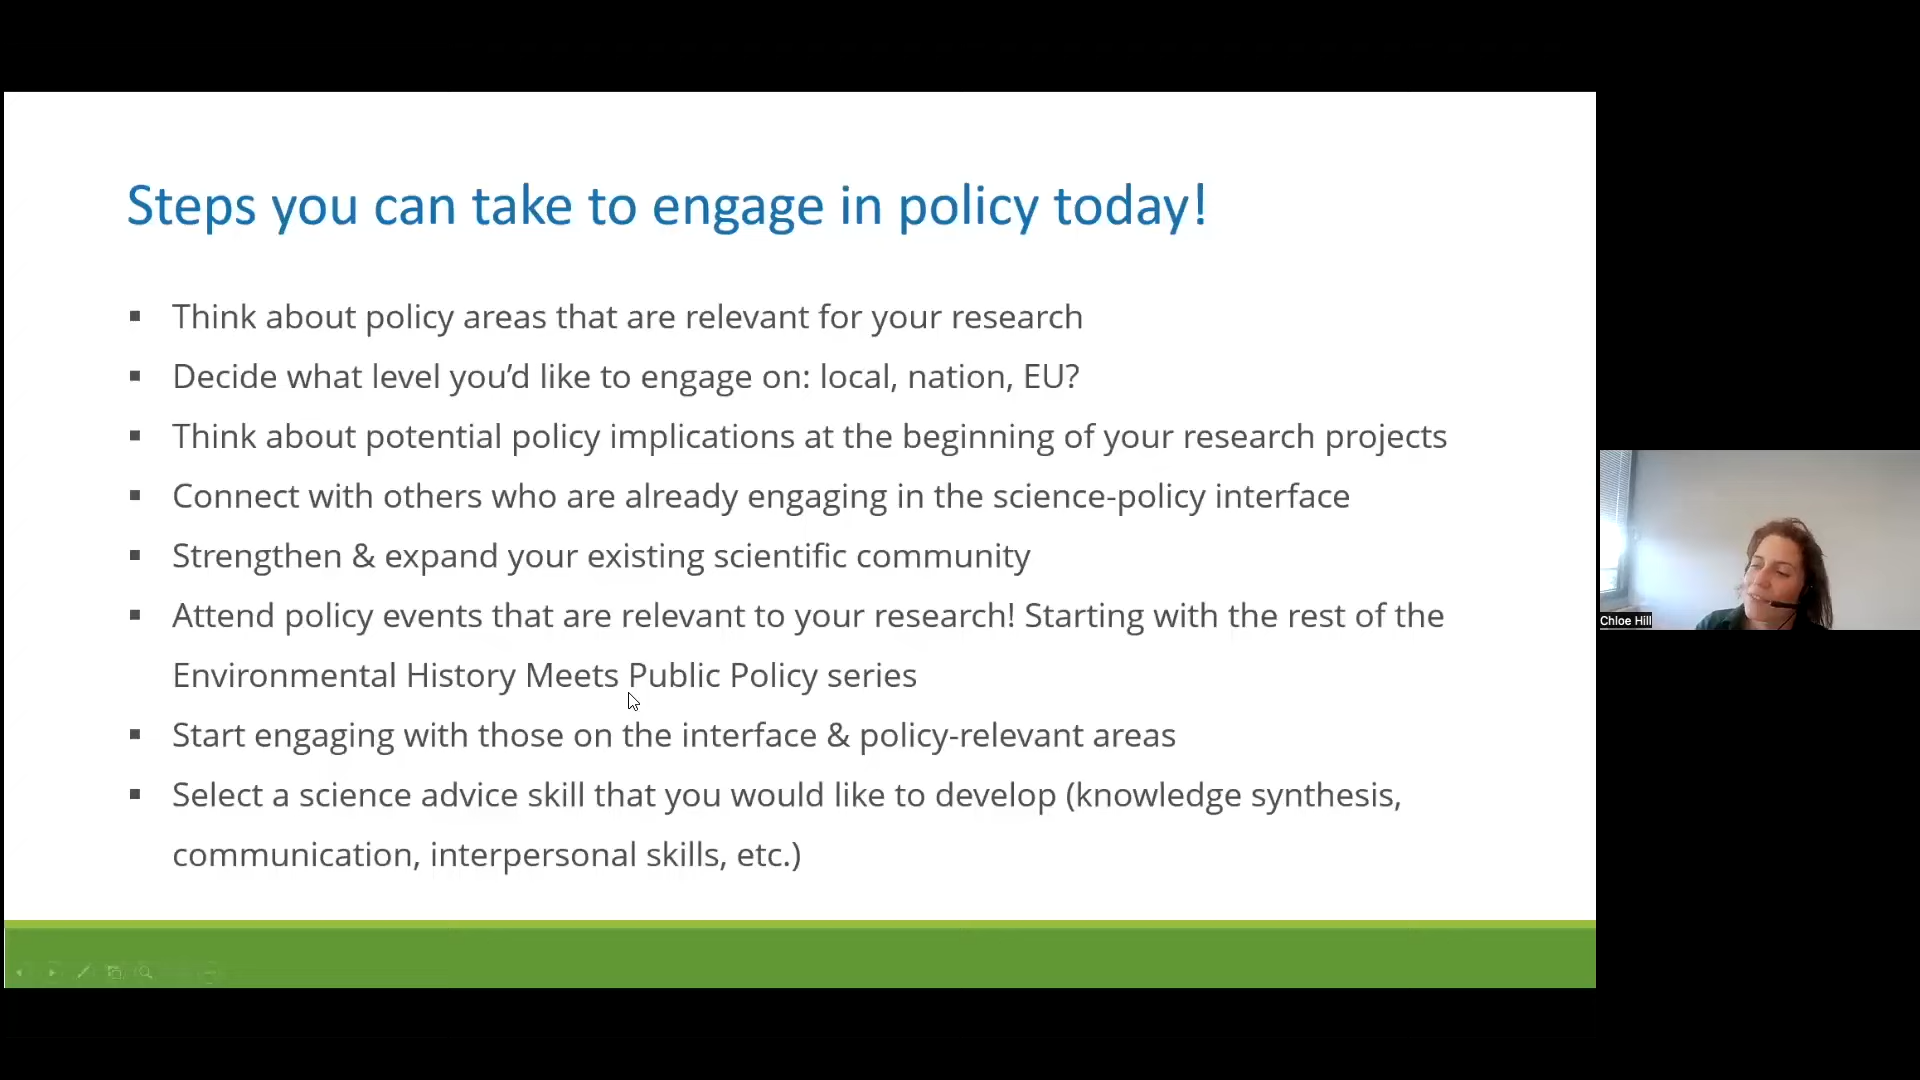 Steps you can take to engage in policy today!
Think about policy areas that are relevant for your research
Decide what level you’d like to engage on: local, nation, EU?
Think about potential policy implications at the beginning of your research projects
Connect with others who are already engaging in the science-policy interface
Strengthen & expand your existing scientific community
Attend policy events that are relevant to your research! Starting with the rest of the
Environmental History Meets Public Policy series
Start engaging with those on the interface & policy-relevant areas
Select a science advice skill that you would like to develop (knowledge synthesis,
communication, interpersonal skills, etc.)
Chloe Hill